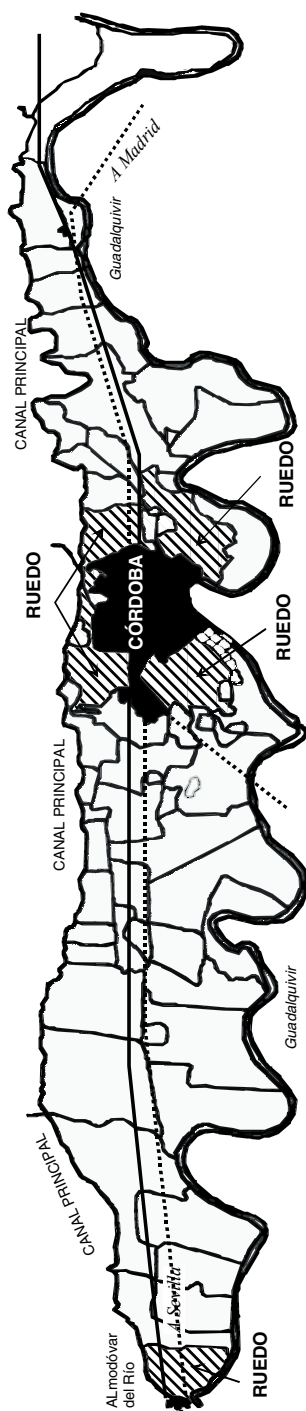 ALmodóvar
del Río
CANAL PRINCIPAL
CANAL PRINCIPAL
CANAL PRINCIPAL
RUEDO
CÓRDOBA
RUEDO
RUEDO
RUEDO
A Sevilla
A Madrid
Guadalquivir
Guadalquivir